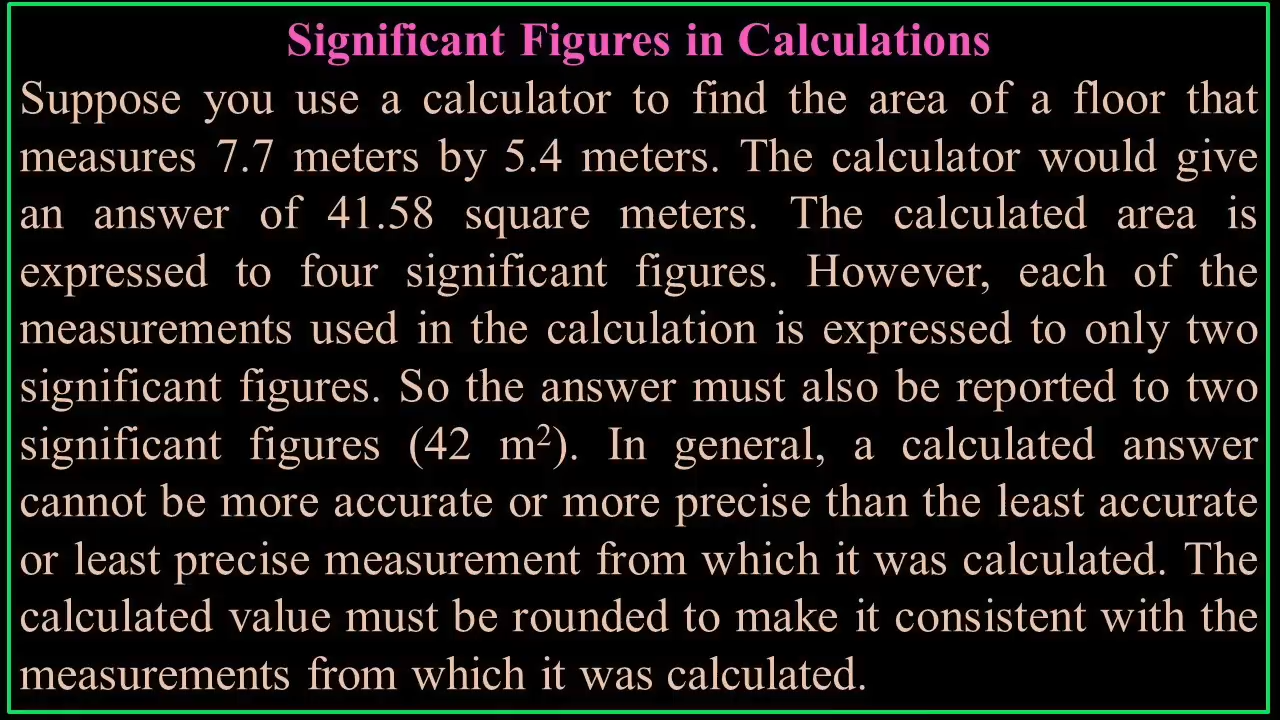 Significant Figures in Calculations
Suppose you use a calculator to find the area of a floor that
measures 7.7 meters by 5.4 meters. The calculator would give
an answer of 41.58 square meters. The calculated area is
expressed to four significant figures. However, each of the
measurements used in the calculation is expressed to only two
significant figures. So the answer must also be reported to two
significant figures (42 m²). In general, a calculated answer
cannot be more accurate or more precise than the least accurate
or least precise measurement from which it was calculated. The
calculated value must be rounded to make it consistent with the
measurements from which it was calculated.